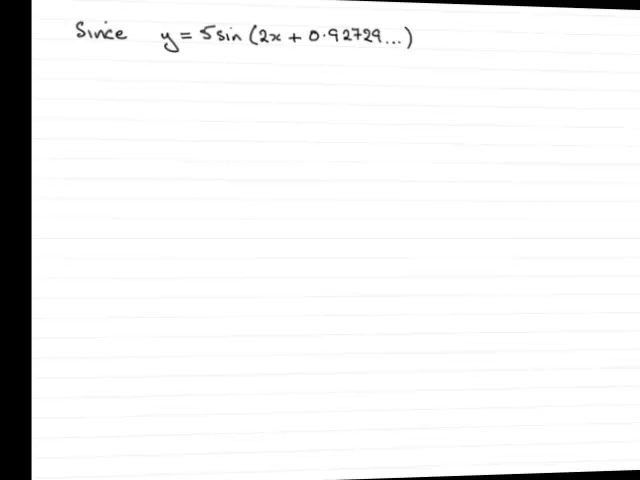 Since y = 5sin (2x + 0.92729...)